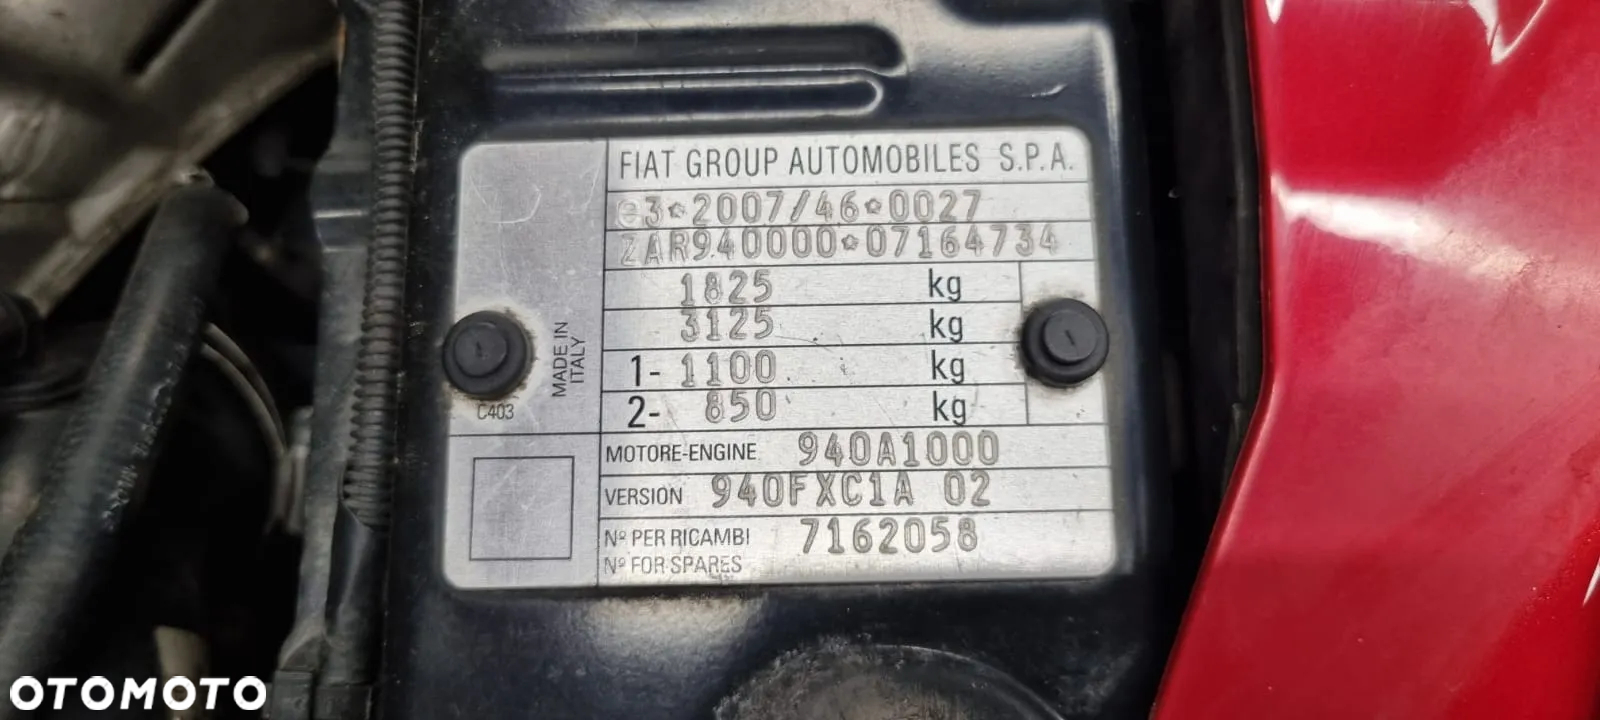 FIAT GROUP AUTOMOBILES S.P.A.
e3*2007/46*0027
ZAR940000*07164734
1825 kg
3125 kg
1- 1100 kg
2- 850 kg
MADE IN
ITALY
C403
MOTORE-ENGINE 940A1000
VERSION 940FXC1A 02
Nº PER RICAMBI 7162058
Nº FOR SPARES
OTOMOTO